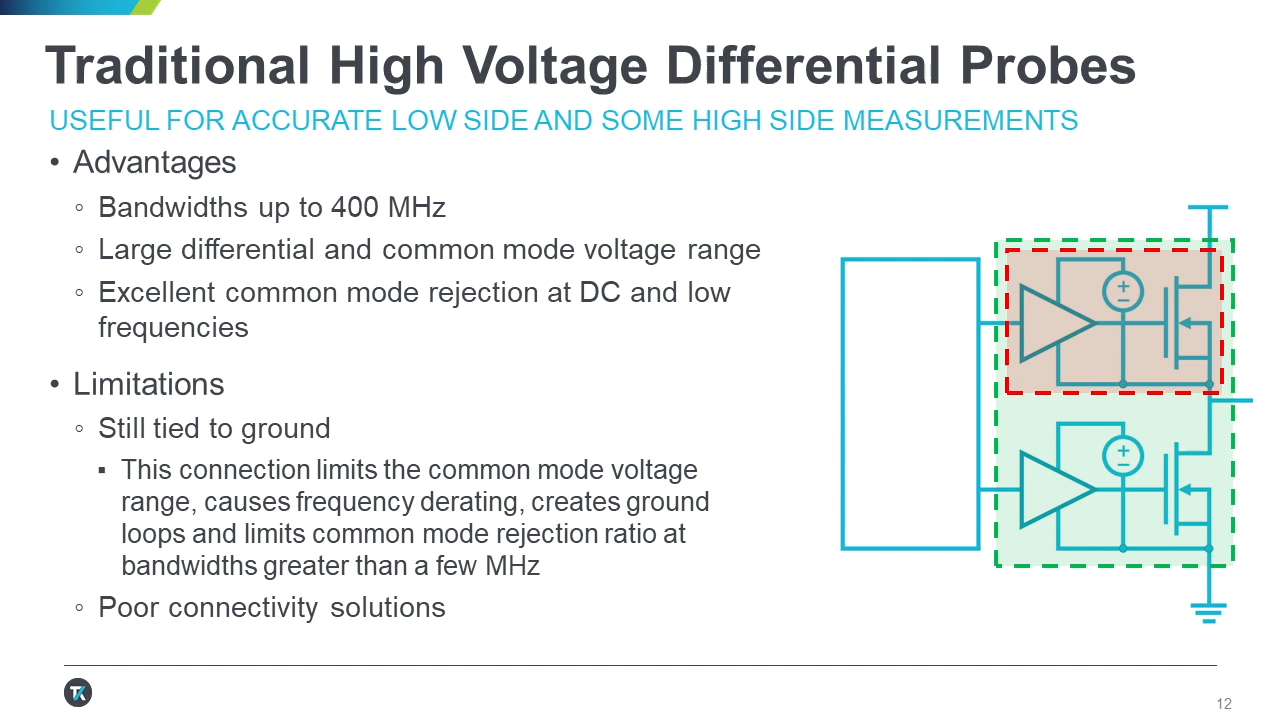 Traditional High Voltage Differential Probes
USEFUL FOR ACCURATE LOW SIDE AND SOME HIGH SIDE MEASUREMENTS
• Advantages
◦ Bandwidths up to 400 MHz
◦ Large differential and common mode voltage range
◦ Excellent common mode rejection at DC and low
frequencies
• Limitations
◦ Still tied to ground
▪ This connection limits the common mode voltage
range, causes frequency derating, creates ground
loops and limits common mode rejection ratio at
bandwidths greater than a few MHz
◦ Poor connectivity solutions
+
−
+
−
TK
12